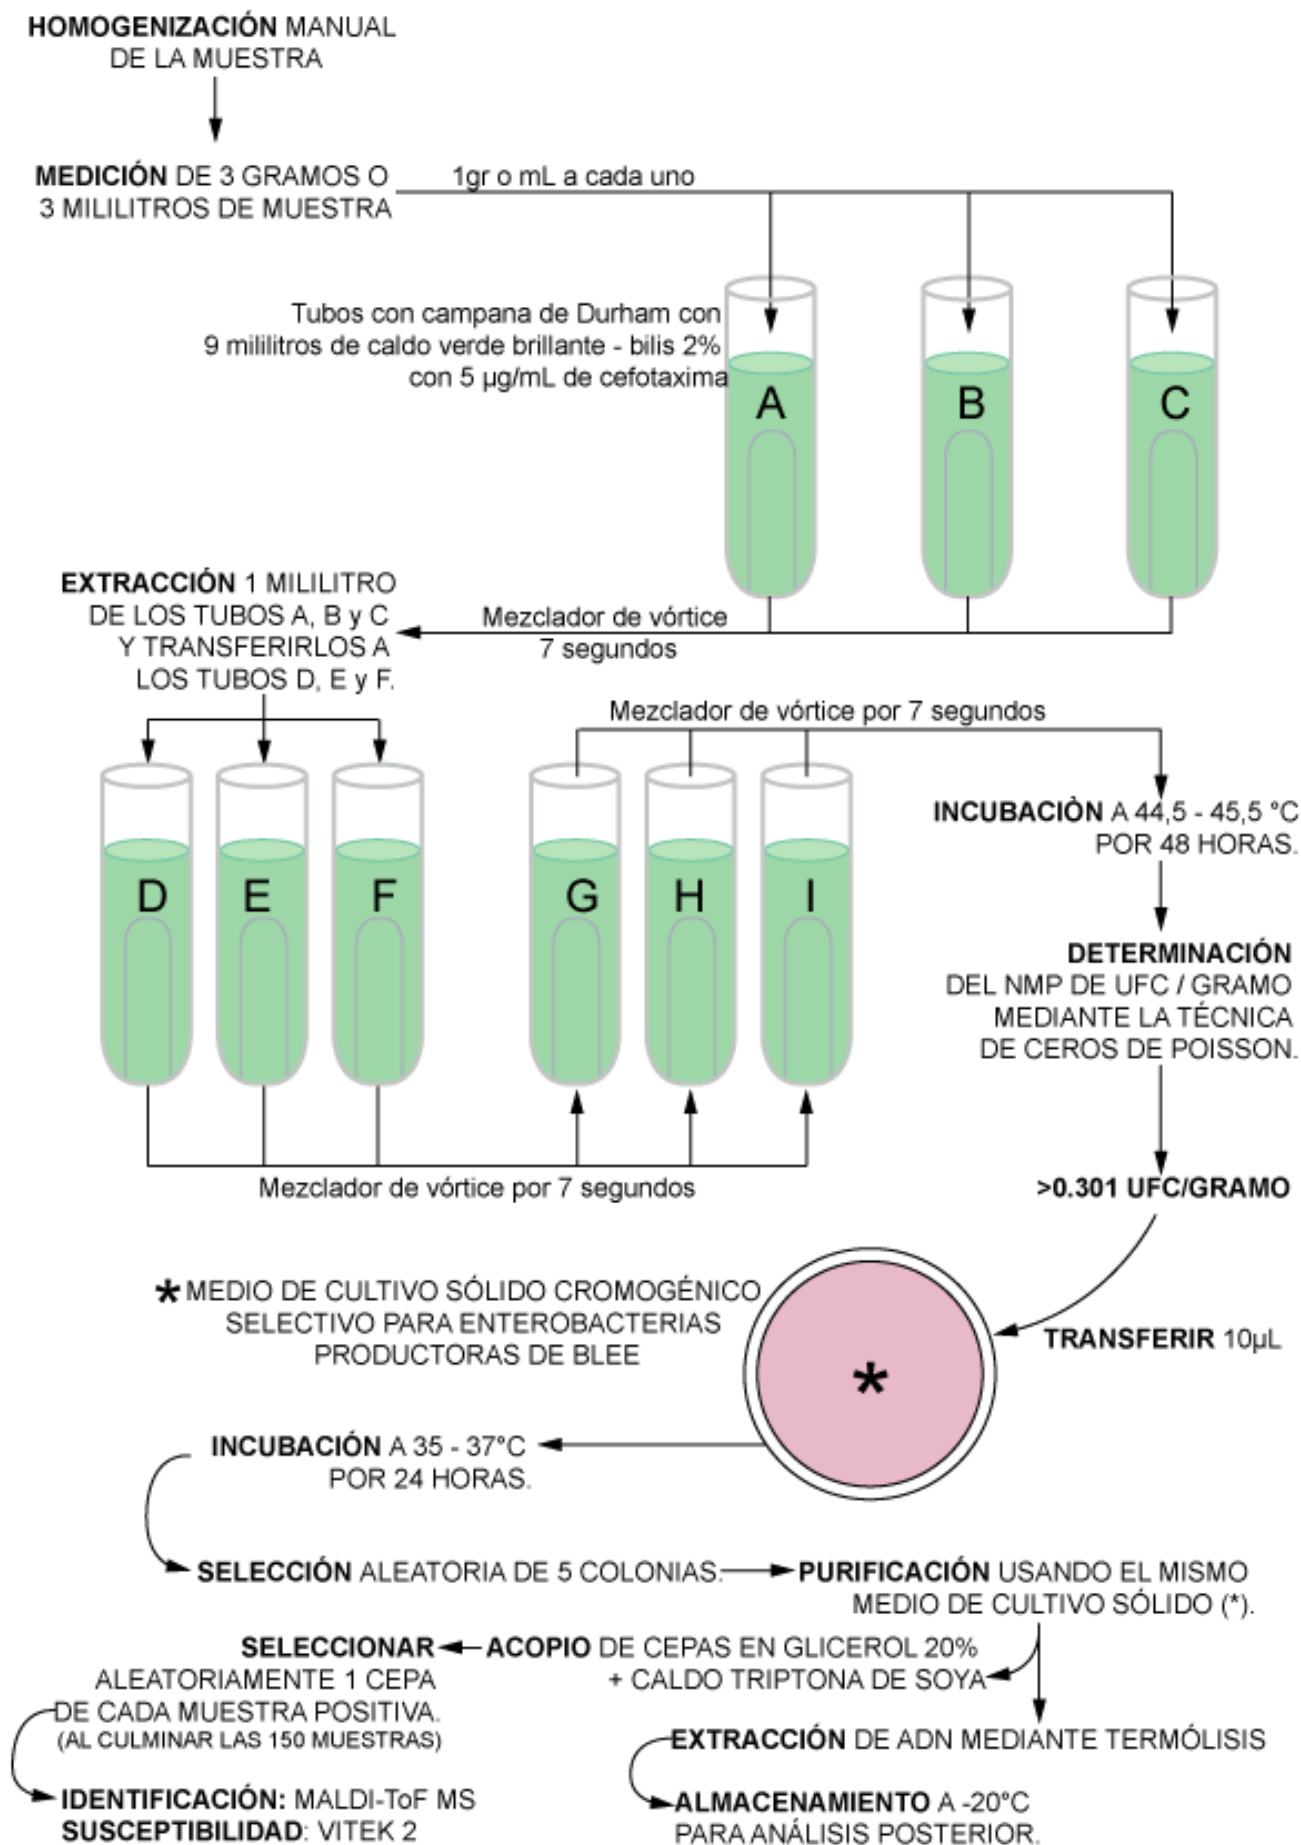 HOMOGENIZACIÓN MANUAL
DE LA MUESTRA
MEDICIÓN DE 3 GRAMOS O
3 MILILITROS DE MUESTRA
1gr o mL a cada uno
Tubos con campana de Durham con
9 mililitros de caldo verde brillante - bilis 2%
con 5 µg/mL de cefotaxima
A
B
C
EXTRACCIÓN 1 MILILITRO
DE LOS TUBOS A, B y C
Y TRANSFERIRLOS A
LOS TUBOS D, E y F.
Mezclador de vórtice
7 segundos
Mezclador de vórtice por 7 segundos
D
E
F
G
H
I
INCUBACIÒN A 44,5 - 45,5 °C
POR 48 HORAS.
DETERMINACIÓN
DEL NMP DE UFC / GRAMO
MEDIANTE LA TÉCNICA
DE CEROS DE POISSON.
Mezclador de vórtice por 7 segundos
>0.301 UFC/GRAMO
* MEDIO DE CULTIVO SÓLIDO CROMOGÉNICO
SELECTIVO PARA ENTEROBACTERIAS
PRODUCTORAS DE BLEE
*
TRANSFERIR 10µL
INCUBACIÓN A 35 - 37°C
POR 24 HORAS.
SELECCIÓN ALEATORIA DE 5 COLONIAS.
PURIFICACIÓN USANDO EL MISMO
MEDIO DE CULTIVO SÓLIDO (*).
ACOPIO DE CEPAS EN GLICEROL 20%
+ CALDO TRIPTONA DE SOYA
SELECCIONAR
ALEATORIAMENTE 1 CEPA
DE CADA MUESTRA POSITIVA.
(AL CULMINAR LAS 150 MUESTRAS)
EXTRACCIÓN DE ADN MEDIANTE TERMÓLISIS
IDENTIFICACIÓN: MALDI-ToF MS
SUSCEPTIBILIDAD: VITEK 2
ALMACENAMIENTO A -20°C
PARA ANÁLISIS POSTERIOR.